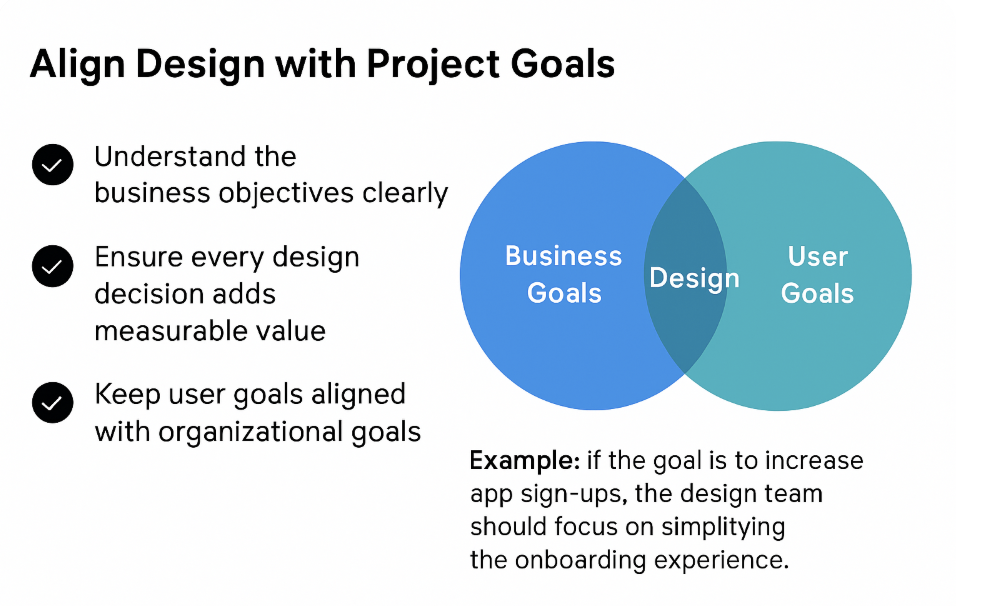 Align Design with Project Goals
Understand the
business objectives clearly
Ensure every design
decision adds
measurable value
Keep user goals aligned
with organizational goals
Business
Goals
Design
User
Goals
Example: if the goal is to increase
app sign-ups, the design team
should focus on simplitying
the onboarding experience.